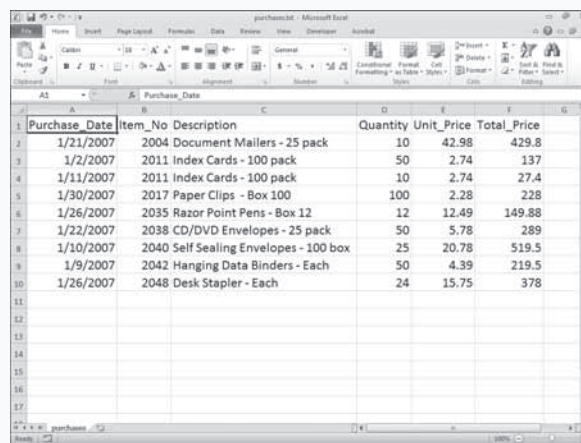 purchases.txt - Microsoft Excel
File Home Insert Page Layout Formulas Data Review View Developer Acrobat
Paste
Calibri 18 A A
B I U
General
$ % ,
Conditional Formatting Format as Table Cell Styles
Insert
Delete
Format
Sort & Filter Find & Select
Clipboard Font Alignment Number Styles Cells Editing
A1 fx Purchase_Date
A B C D E F G
1 Purchase_Date Item_No Description Quantity Unit_Price Total_Price
2 1/21/2007 2004 Document Mailers - 25 pack 10 42.98 429.8
3 1/2/2007 2011 Index Cards - 100 pack 50 2.74 137
4 1/11/2007 2011 Index Cards - 100 pack 10 2.74 27.4
5 1/30/2007 2017 Paper Clips - Box 100 100 2.28 228
6 1/26/2007 2035 Razor Point Pens - Box 12 12 12.49 149.88
7 1/22/2007 2038 CD/DVD Envelopes - 25 pack 50 5.78 289
8 1/10/2007 2040 Self Sealing Envelopes - 100 box 25 20.78 519.5
9 1/9/2007 2042 Hanging Data Binders - Each 50 4.39 219.5
10 1/26/2007 2048 Desk Stapler - Each 24 15.75 378
11
12
13
14
15
16
17
purchases
Ready 100%